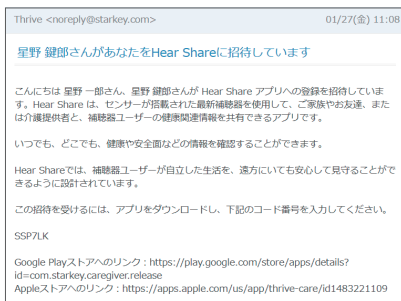 Thrive <noreply@starkey.com> 01/27(金) 11:08
星野 鍵郎さんがあなたをHear Shareに招待しています
こんにちは 星野 一郎さん、星野 鍵郎さんが Hear Share アプリへの登録を招待していま
す。Hear Share は、センサーが搭載された最新補聴器を使用して、ご家族やお友達、また
は介護提供者と、補聴器ユーザーの健康関連情報を共有できるアプリです。
いつでも、どこでも、健康や安全面などの情報を確認することができます。
Hear Shareでは、補聴器ユーザーが自立した生活を、遠方にいても安心して見守ることがで
きるように設計されています。
この招待を受けるには、アプリをダウンロードし、下記のコード番号を入力してください。
SSP7LK
Google Playストアへのリンク：https://play.google.com/store/apps/details?
id=com.starkey.caregiver.release
Appleストアへのリンク：https://apps.apple.com/us/app/thrive-care/id1483221109